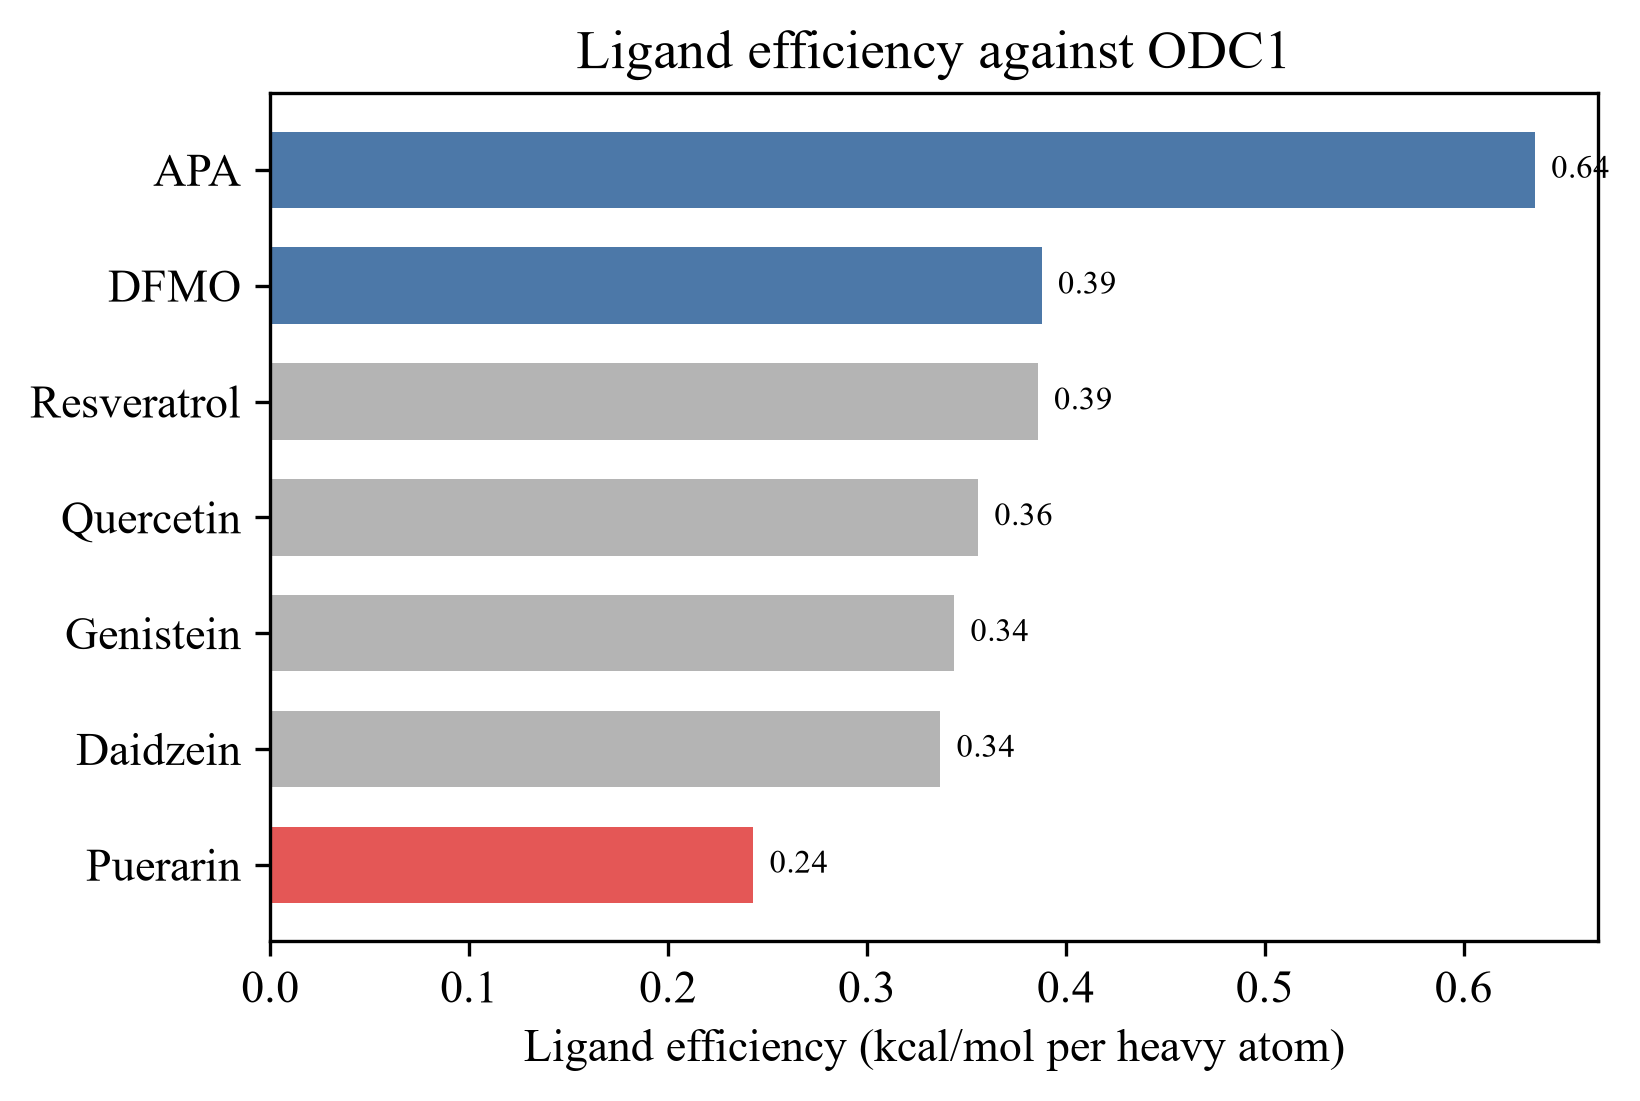 Ligand efficiency against ODC1
APA 0.64
DFMO 0.39
Resveratrol 0.39
Quercetin 0.36
Genistein 0.34
Daidzein 0.34
Puerarin 0.24
0.0 0.1 0.2 0.3 0.4 0.5 0.6
Ligand efficiency (kcal/mol per heavy atom)